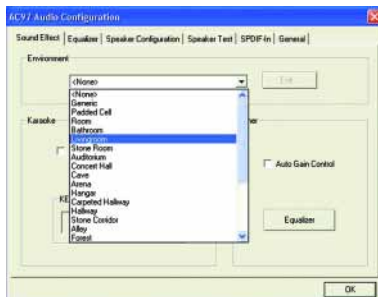 AC97 Audio Configuration
Sound Effect Equalizer Speaker Configuration Speaker Test SPDIF-In General
Environment
<None>
Edit
<None>
Generic
Padded Cell
Room
Bathroom
Livingroom
Stone Room
Auditorium
Concert Hall
Cave
Arena
Hangar
Carpeted Hallway
Hallway
Stone Corridor
Alley
Forest
Karaoke
Auto Gain Control
Equalizer
OK